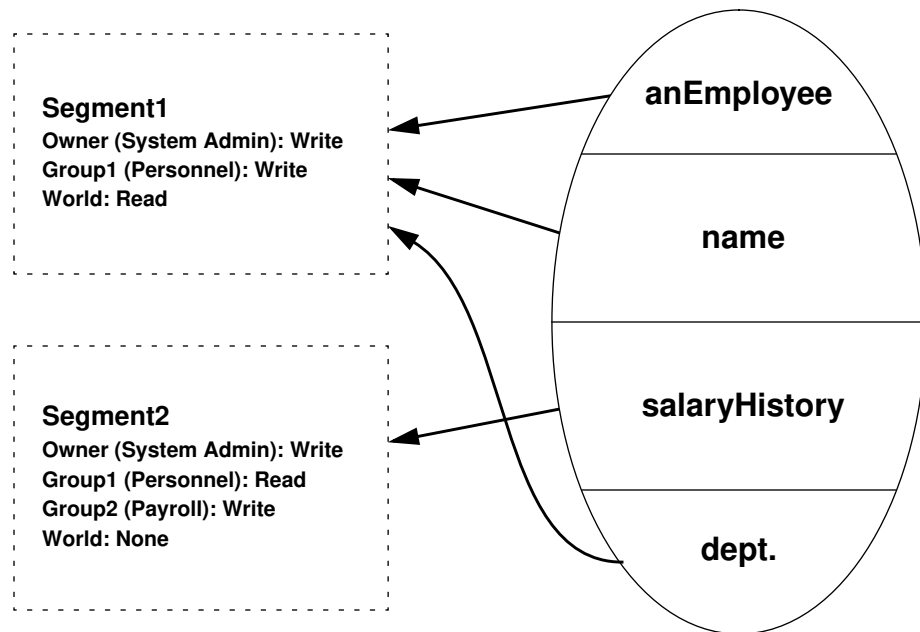 Segment1
Owner (System Admin): Write
Group1 (Personnel): Write
World: Read
Segment2
Owner (System Admin): Write
Group1 (Personnel): Read
Group2 (Payroll): Write
World: None
anEmployee
name
salaryHistory
dept.